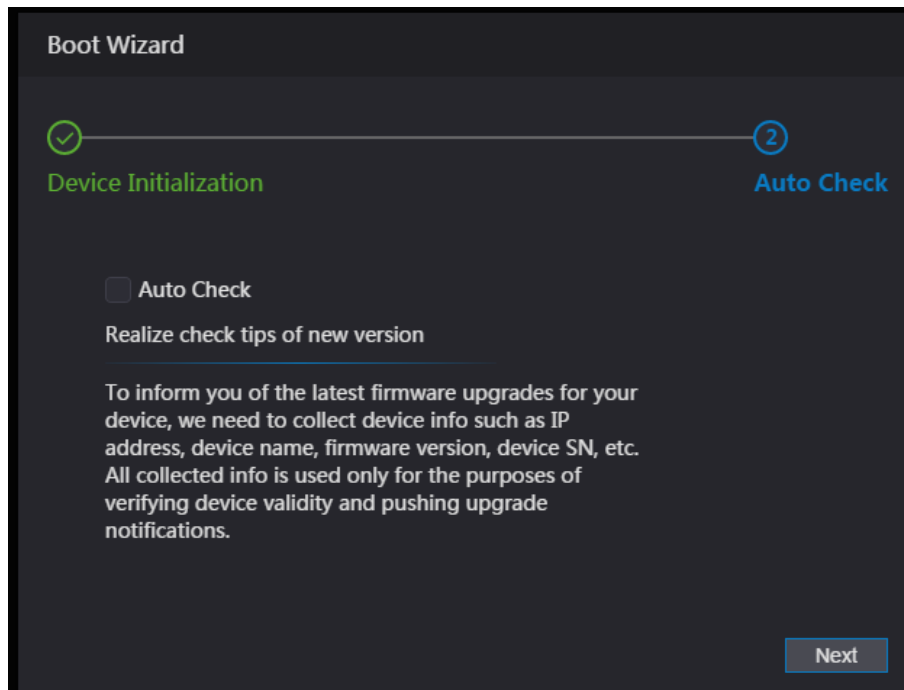 Boot Wizard
2
Device Initialization
Auto Check
Auto Check
Realize check tips of new version
To inform you of the latest firmware upgrades for your
device, we need to collect device info such as IP
address, device name, firmware version, device SN, etc.
All collected info is used only for the purposes of
verifying device validity and pushing upgrade
notifications.
Next